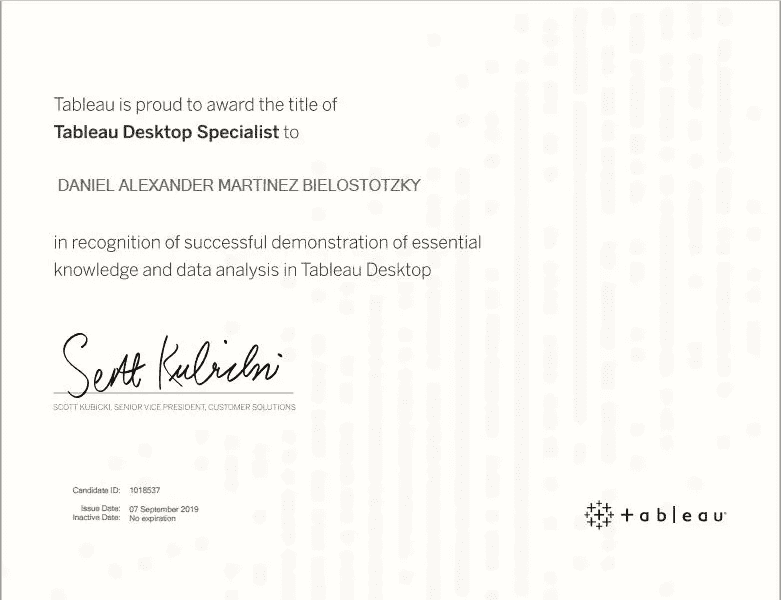 Tableau is proud to award the title of
Tableau Desktop Specialist to
DANIEL ALEXANDER MARTINEZ BIELOSTOTZKY
in recognition of successful demonstration of essential
knowledge and data analysis in Tableau Desktop
Scott Kubicki
SCOTT KUBICKI, SENIOR VICE PRESIDENT, CUSTOMER SOLUTIONS
Candidate ID: 1018537
Issue Date: 07 September 2019
Inactive Date: No expiration
+ableau